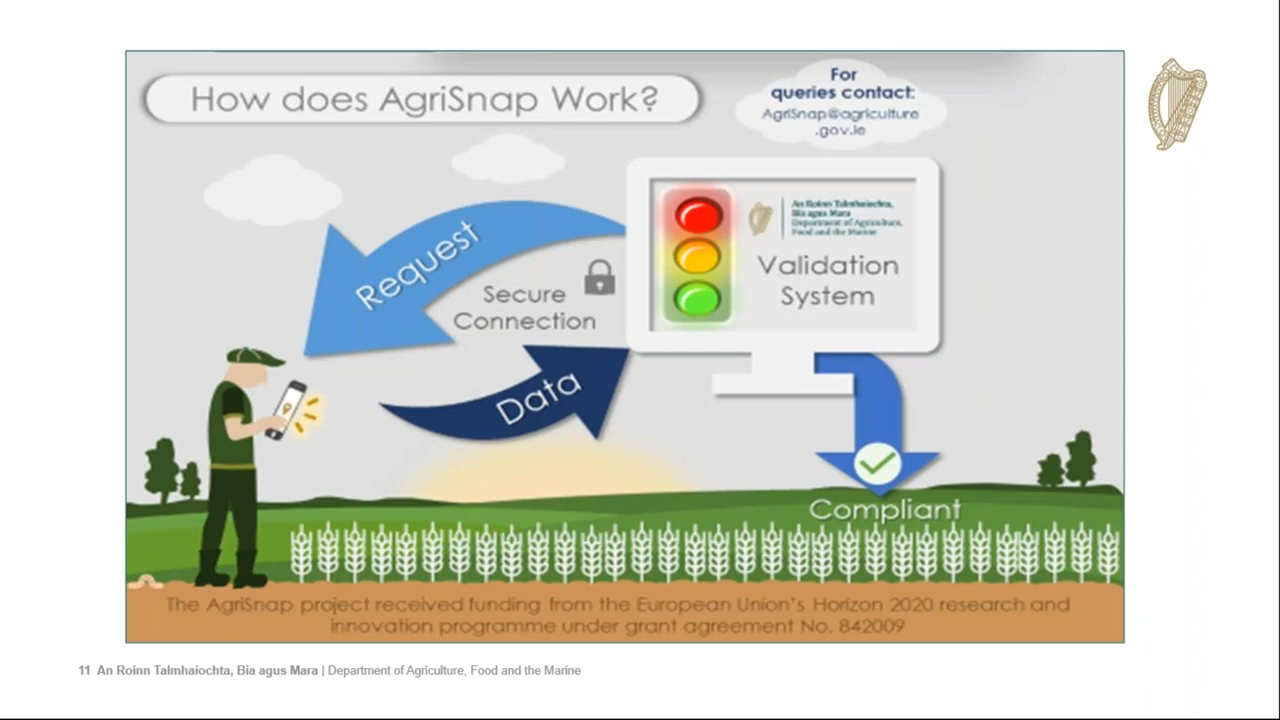 How does AgriSnap Work?
For
queries contact:
AgriSnap@agriculture
.gov.ie
Request
Secure
Connection
Data
An Roinn Talmhaíochta,
Bia agus Mara
Department of Agriculture,
Food and the Marine
Validation
System
Compliant
The AgriSnap project received funding from the European Union's Horizon 2020 research and
innovation programme under grant agreement No. 842009
11 An Roinn Talmhaíochta, Bia agus Mara | Department of Agriculture, Food and the Marine